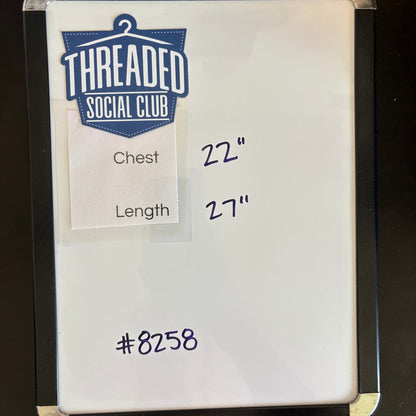 THREADED
SOCIAL CLUB
Chest 22"
Length 27"
#8258